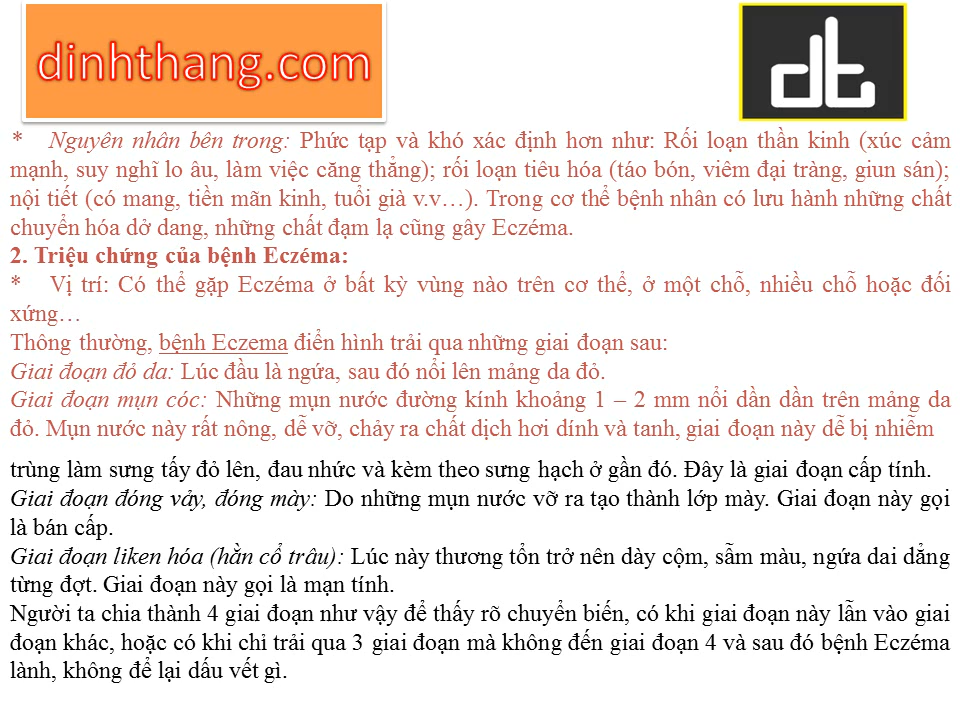 dinhthang.com
dt
* Nguyên nhân bên trong: Phức tạp và khó xác định hơn như: Rối loạn thần kinh (xúc cảm
mạnh, suy nghĩ lo âu, làm việc căng thẳng); rối loạn tiêu hóa (táo bón, viêm đại tràng, giun sán);
nội tiết (có mang, tiền mãn kinh, tuổi già v.v…). Trong cơ thể bệnh nhân có lưu hành những chất
chuyển hóa dở dang, những chất đạm lạ cũng gây Eczéma.
2. Triệu chứng của bệnh Eczéma:
* Vị trí: Có thể gặp Eczéma ở bất kỳ vùng nào trên cơ thể, ở một chỗ, nhiều chỗ hoặc đối
xứng…
Thông thường, bệnh Eczema điển hình trải qua những giai đoạn sau:
Giai đoạn đỏ da: Lúc đầu là ngứa, sau đó nổi lên mảng da đỏ.
Giai đoạn mụn cóc: Những mụn nước đường kính khoảng 1 – 2 mm nổi dần dần trên mảng da
đỏ. Mụn nước này rất nông, dễ vỡ, chảy ra chất dịch hơi dính và tanh, giai đoạn này dễ bị nhiễm
trùng làm sưng tấy đỏ lên, đau nhức và kèm theo sưng hạch ở gần đó. Đây là giai đoạn cấp tính.
Giai đoạn đóng vảy, đóng mày: Do những mụn nước vỡ ra tạo thành lớp mày. Giai đoạn này gọi
là bán cấp.
Giai đoạn liken hóa (hằn cổ trâu): Lúc này thương tổn trở nên dày cộm, sẫm màu, ngứa dai dẳng
từng đợt. Giai đoạn này gọi là mạn tính.
Người ta chia thành 4 giai đoạn như vậy để thấy rõ chuyển biến, có khi giai đoạn này lẫn vào giai
đoạn khác, hoặc có khi chỉ trải qua 3 giai đoạn mà không đến giai đoạn 4 và sau đó bệnh Eczéma
lành, không để lại dấu vết gì.